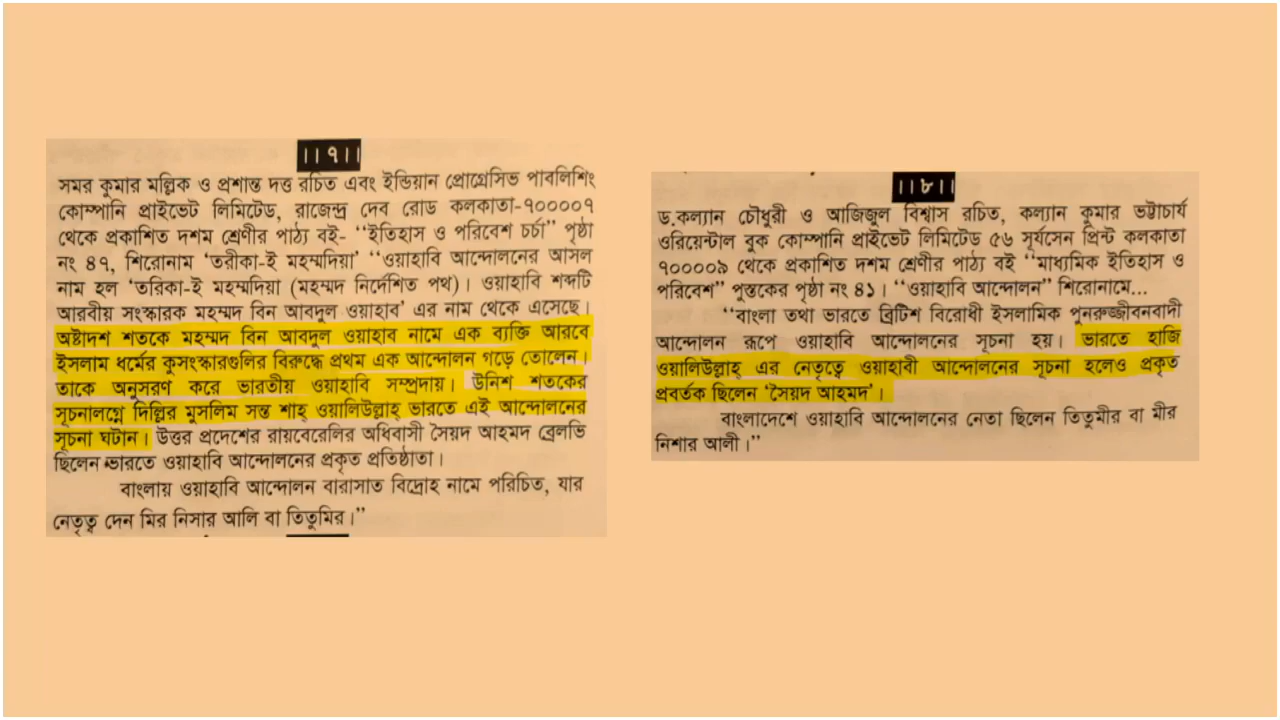 ।।৭।।
সমর কুমার মল্লিক ও প্রশান্ত দত্ত রচিত এবং ইন্ডিয়ান প্রোগ্রেসিভ পাবলিশিং
কোম্পানি প্রাইভেট লিমিটেড, রাজেন্দ্র দেব রোড কলকাতা-৭০০০০৭
থেকে প্রকাশিত দশম শ্রেণীর পাঠ্য বই- “ইতিহাস ও পরিবেশ চর্চা” পৃষ্ঠা
নং ৪৭, শিরোনাম ‘তরীকা-ই মহম্মদিয়া’ “ওয়াহাবি আন্দোলনের আসল
নাম হল ‘তরিকা-ই মহম্মদিয়া (মহম্মদ নির্দেশিত পথ)। ওয়াহাবি শব্দটি
আরবীয় সংস্কারক মহম্মদ বিন আবদুল ওয়াহাব’ এর নাম থেকে এসেছে।
অষ্টাদশ শতকে মহম্মদ বিন আবদুল ওয়াহাব নামে এক ব্যক্তি আরবে
ইসলাম ধর্মের কুসংস্কারগুলির বিরুদ্ধে প্রথম এক আন্দোলন গড়ে তোলেন।
তাকে অনুসরণ করে ভারতীয় ওয়াহাবি সম্প্রদায়। উনিশ শতকের
সূচনালগ্নে দিল্লির মুসলিম সন্ত শাহ্ ওয়ালিউল্লাহ্ ভারতে এই আন্দোলনের
সূচনা ঘটান। উত্তর প্রদেশের রায়বেরেলির অধিবাসী সৈয়দ আহমদ ব্রেলভি
ছিলেন ভারতে ওয়াহাবি আন্দোলনের প্রকৃত প্রতিষ্ঠাতা।
বাংলায় ওয়াহাবি আন্দোলন বারাসাত বিদ্রোহ নামে পরিচিত, যার
নেতৃত্ব দেন মির নিসার আলি বা তিতুমির।”
।।৮।।
ড.কল্যান চৌধুরী ও আজিজুল বিশ্বাস রচিত, কল্যান কুমার ভট্টাচার্য
ওরিয়েন্টাল বুক কোম্পানি প্রাইভেট লিমিটেড ৫৬ সূর্যসেন প্রিন্ট কলকাতা
৭০০০০৯ থেকে প্রকাশিত দশম শ্রেণীর পাঠ্য বই “মাধ্যমিক ইতিহাস ও
পরিবেশ” পুস্তকের পৃষ্ঠা নং ৪১। “ওয়াহাবি আন্দোলন” শিরোনামে...
“বাংলা তথা ভারতে ব্রিটিশ বিরোধী ইসলামিক পুনরুজ্জীবনবাদী
আন্দোলন রূপে ওয়াহাবি আন্দোলনের সূচনা হয়। ভারতে হাজি
ওয়ালিউল্লাহ্ এর নেতৃত্বে ওয়াহাবী আন্দোলনের সূচনা হলেও প্রকৃত
প্রবর্তক ছিলেন ‘সৈয়দ আহমদ’।
বাংলাদেশে ওয়াহাবি আন্দোলনের নেতা ছিলেন তিতুমীর বা মীর
নিশার আলী।”